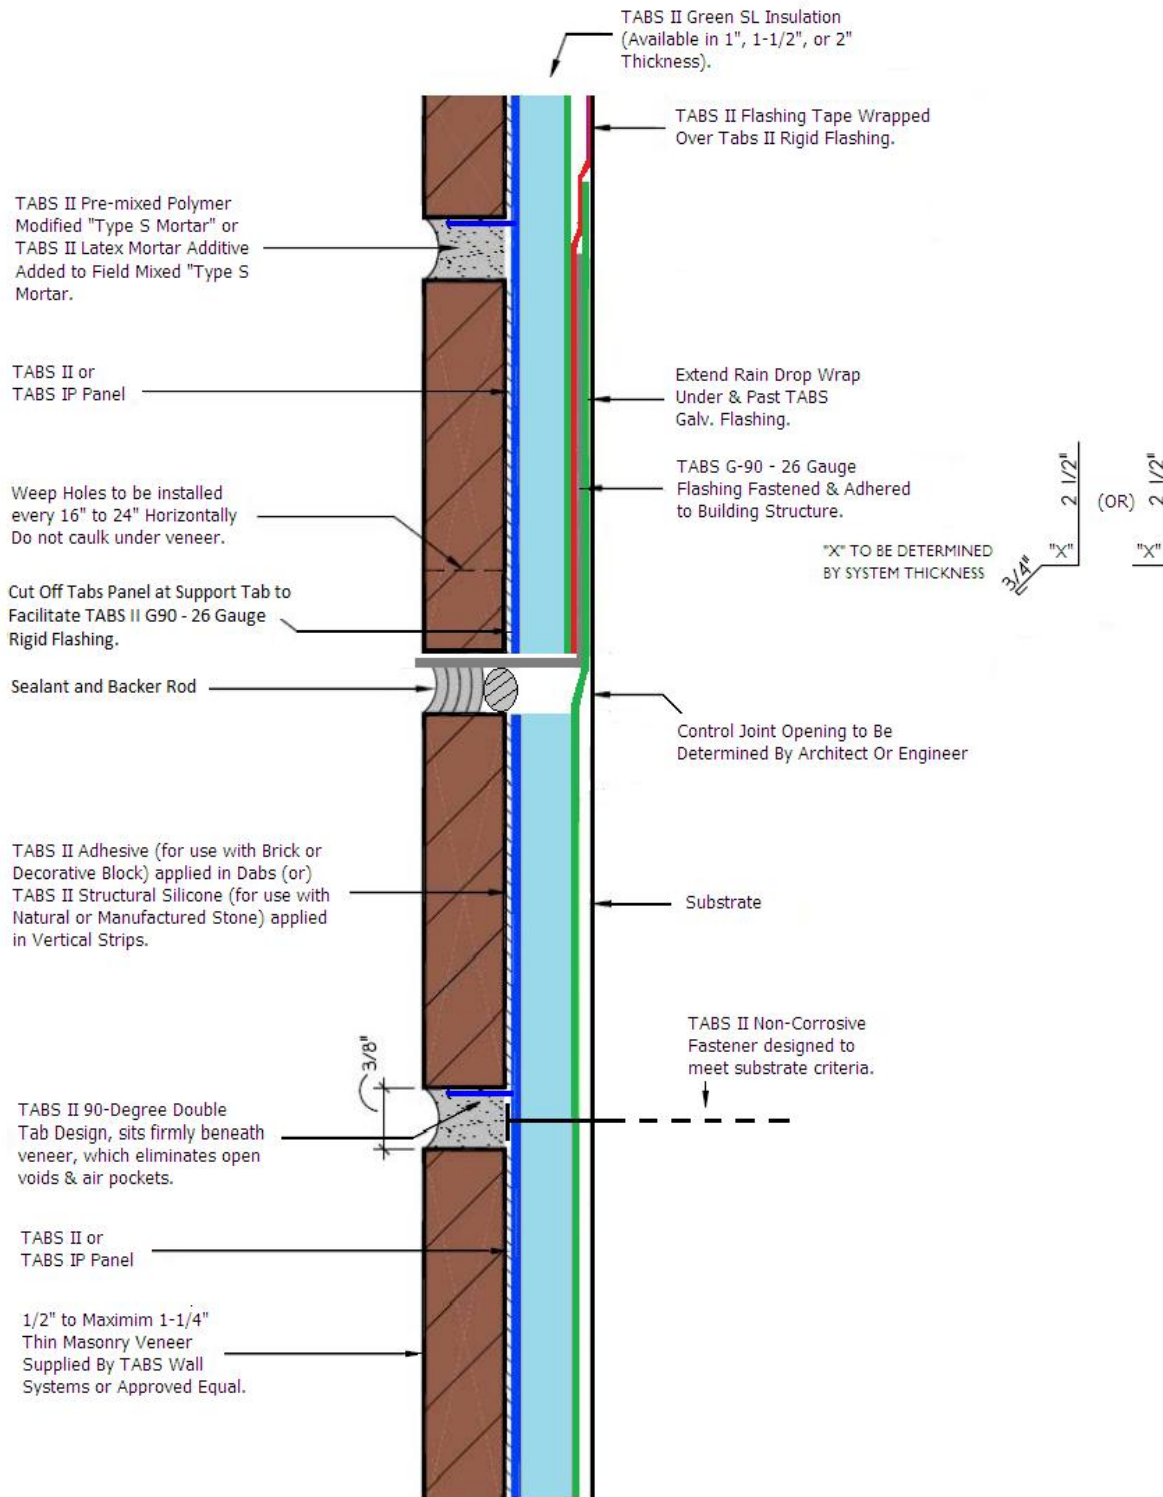 TABS II Green SL Insulation
(Available in 1", 1-1/2", or 2"
Thickness).
TABS II Flashing Tape Wrapped
Over Tabs II Rigid Flashing.
TABS II Pre-mixed Polymer
Modified "Type S Mortar" or
TABS II Latex Mortar Additive
Added to Field Mixed "Type S
Mortar.
TABS II or
TABS IP Panel
Extend Rain Drop Wrap
Under & Past TABS
Galv. Flashing.
TABS G-90 - 26 Gauge
Flashing Fastened & Adhered
to Building Structure.
2 1/2"
(OR)
2 1/2"
"X" TO BE DETERMINED
BY SYSTEM THICKNESS
3/4"
"X"
"X"
Weep Holes to be installed
every 16" to 24" Horizontally
Do not caulk under veneer.
Cut Off Tabs Panel at Support Tab to
Facilitate TABS II G90 - 26 Gauge
Rigid Flashing.
Sealant and Backer Rod
Control Joint Opening to Be
Determined By Architect Or Engineer
TABS II Adhesive (for use with Brick or
Decorative Block) applied in Dabs (or)
TABS II Structural Silicone (for use with
Natural or Manufactured Stone) applied
in Vertical Strips.
Substrate
TABS II Non-Corrosive
Fastener designed to
meet substrate criteria.
3/8"
TABS II 90-Degree Double
Tab Design, sits firmly beneath
veneer, which eliminates open
voids & air pockets.
TABS II or
TABS IP Panel
1/2" to Maximim 1-1/4"
Thin Masonry Veneer
Supplied By TABS Wall
Systems or Approved Equal.